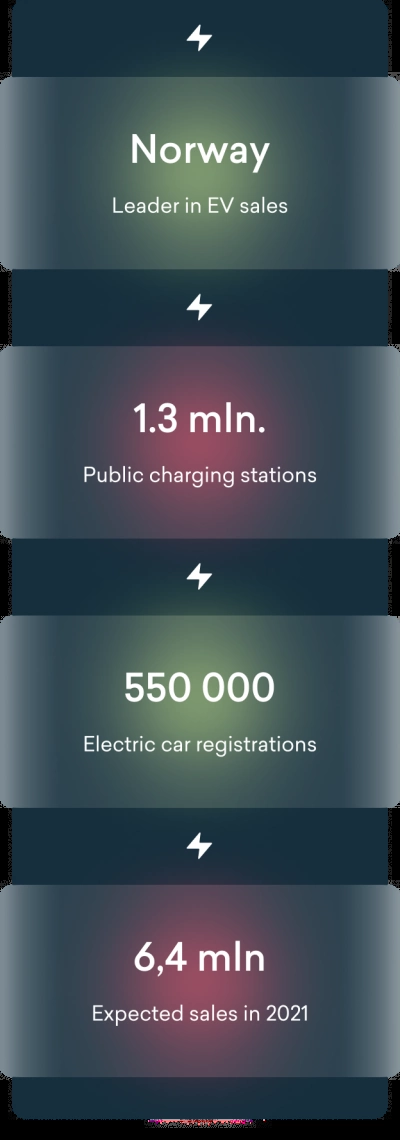 Norway
Leader in EV sales
1.3 mln.
Public charging stations
550 000
Electric car registrations
6,4 mln
Expected sales in 2021